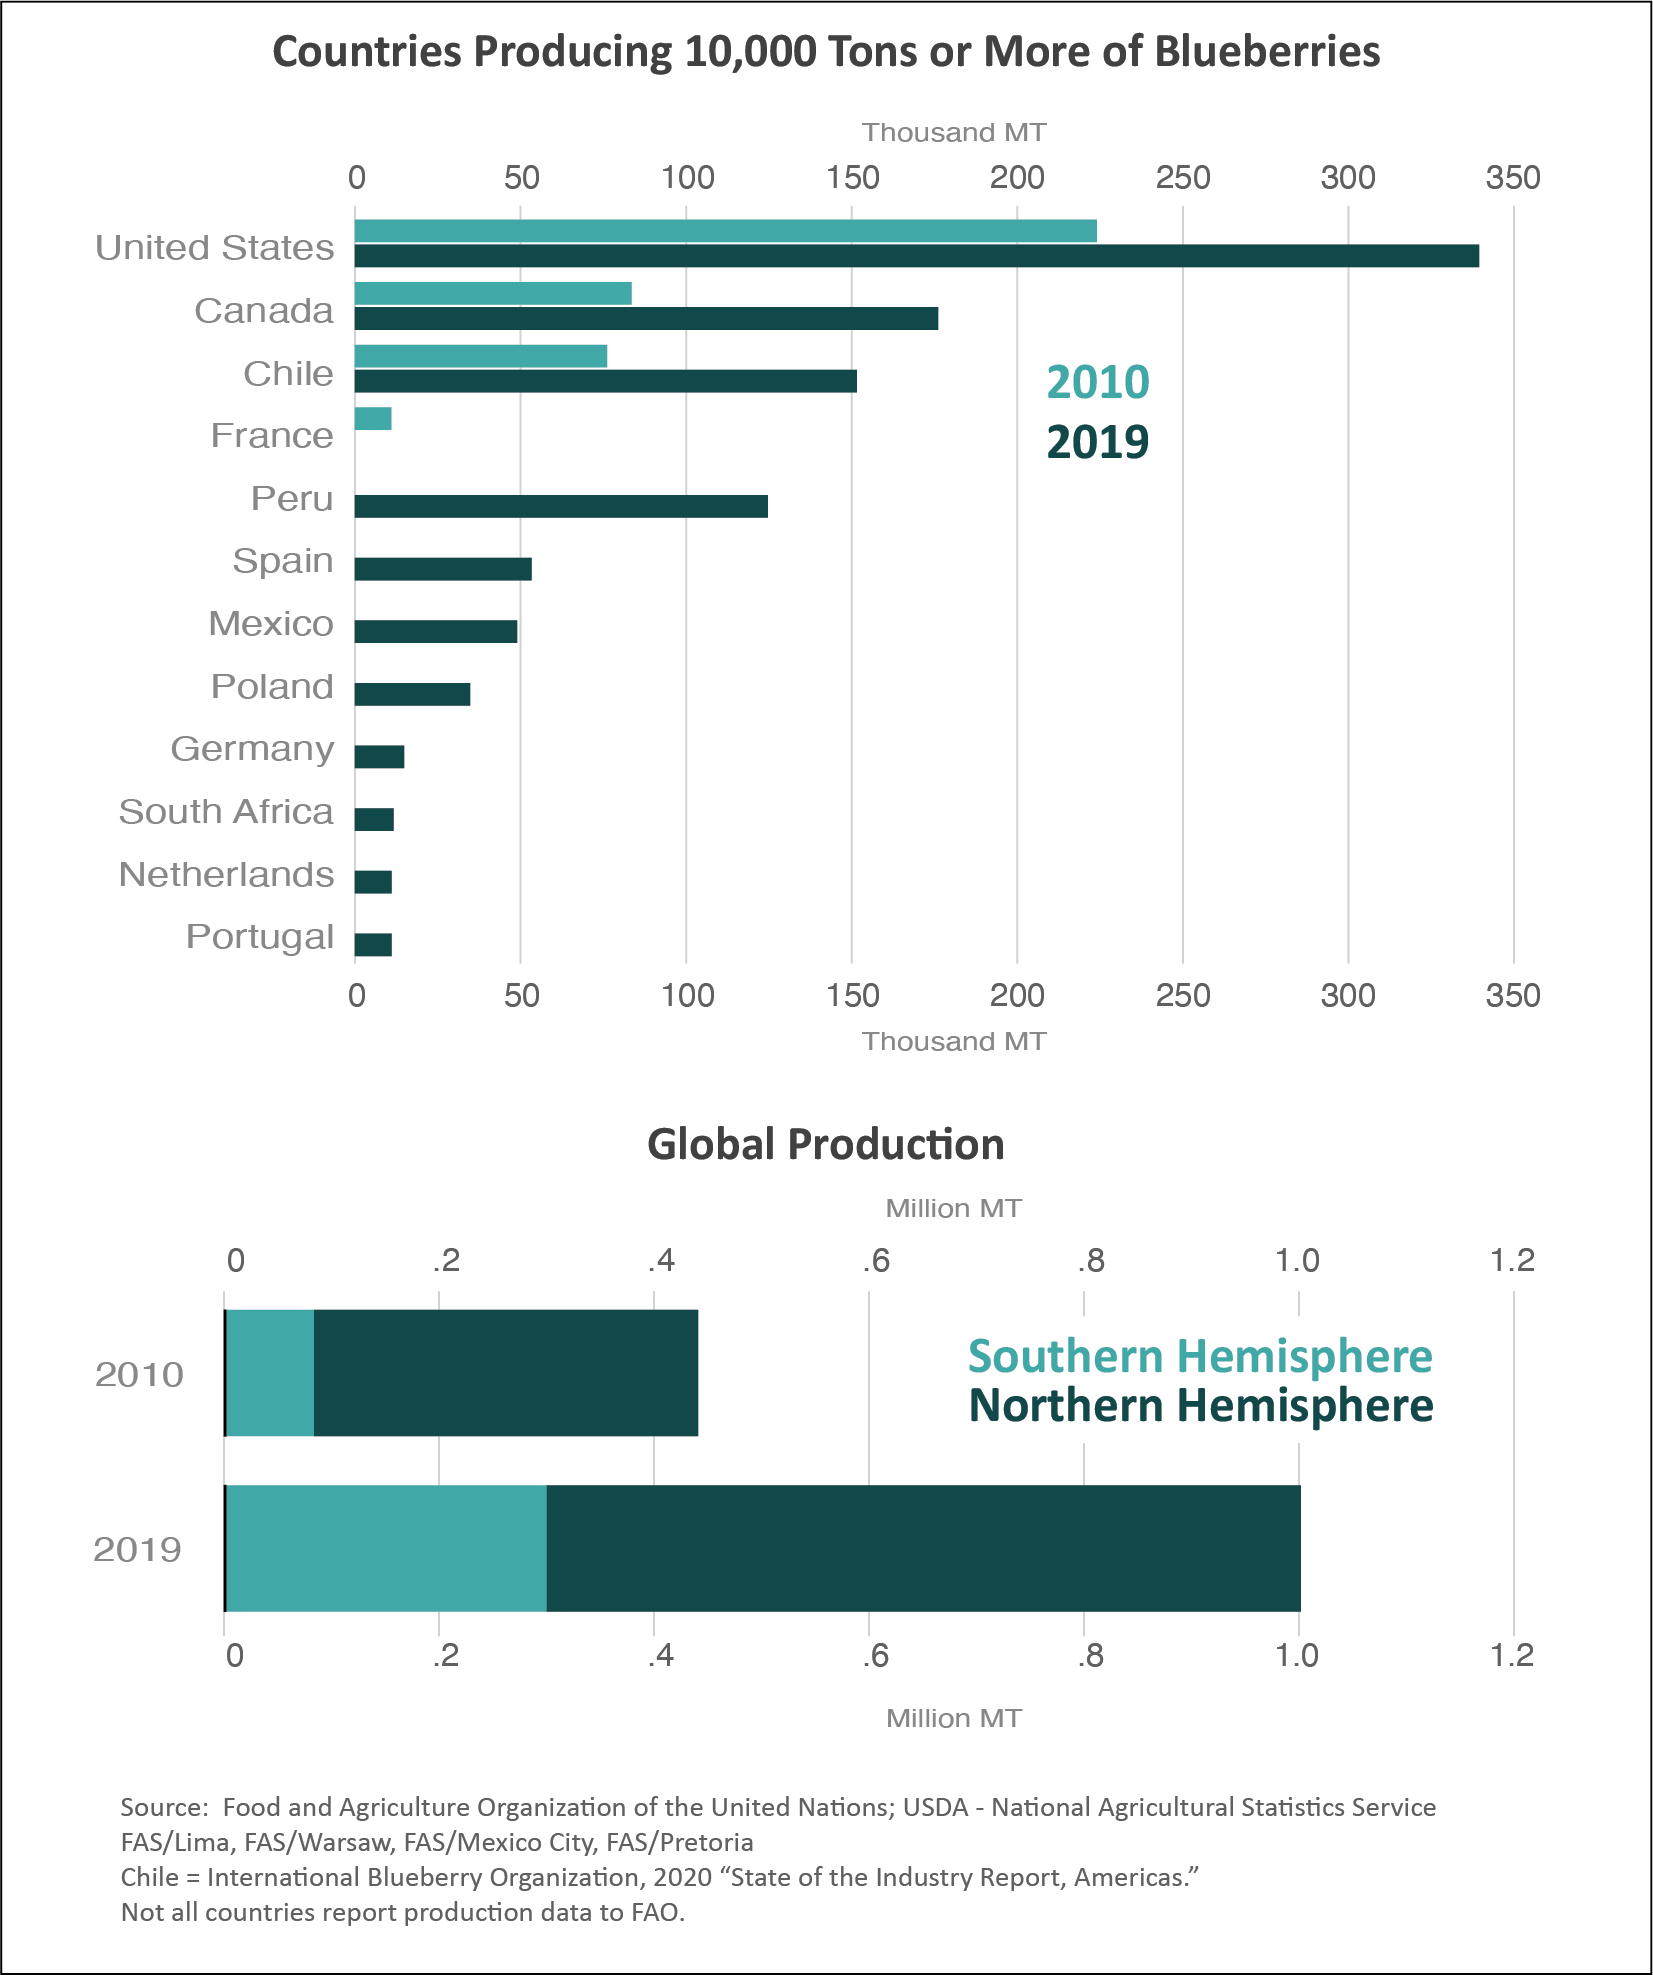 Countries Producing 10,000 Tons or More of Blueberries
Thousand MT
0 50 100 150 200 250 300 350
United States
Canada
Chile
2010
France
2019
Peru
Spain
Mexico
Poland
Germany
South Africa
Netherlands
Portugal
0 50 100 150 200 250 300 350
Thousand MT
Global Production
Million MT
0 .2 .4 .6 .8 1.0 1.2
Southern Hemisphere
2010
Northern Hemisphere
2019
0 .2 .4 .6 .8 1.0 1.2
Million MT
Source:  Food and Agriculture Organization of the United Nations; USDA - National Agricultural Statistics Service
FAS/Lima, FAS/Warsaw, FAS/Mexico City, FAS/Pretoria
Chile = International Blueberry Organization, 2020 “State of the Industry Report, Americas.”
Not all countries report production data to FAO.